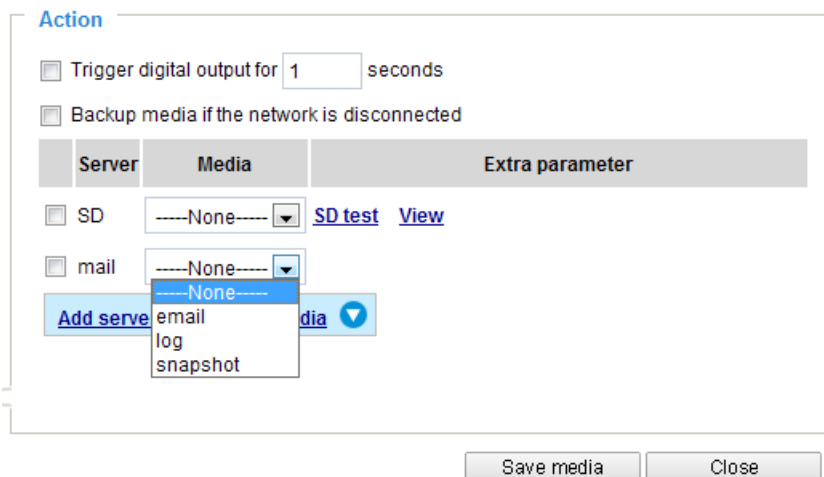 Action
Trigger digital output for 1 seconds
Backup media if the network is disconnected
Server Media Extra parameter
SD -----None----- SD test View
mail -----None-----
-----None-----
Add serve dia
email
log
snapshot
Save media Close